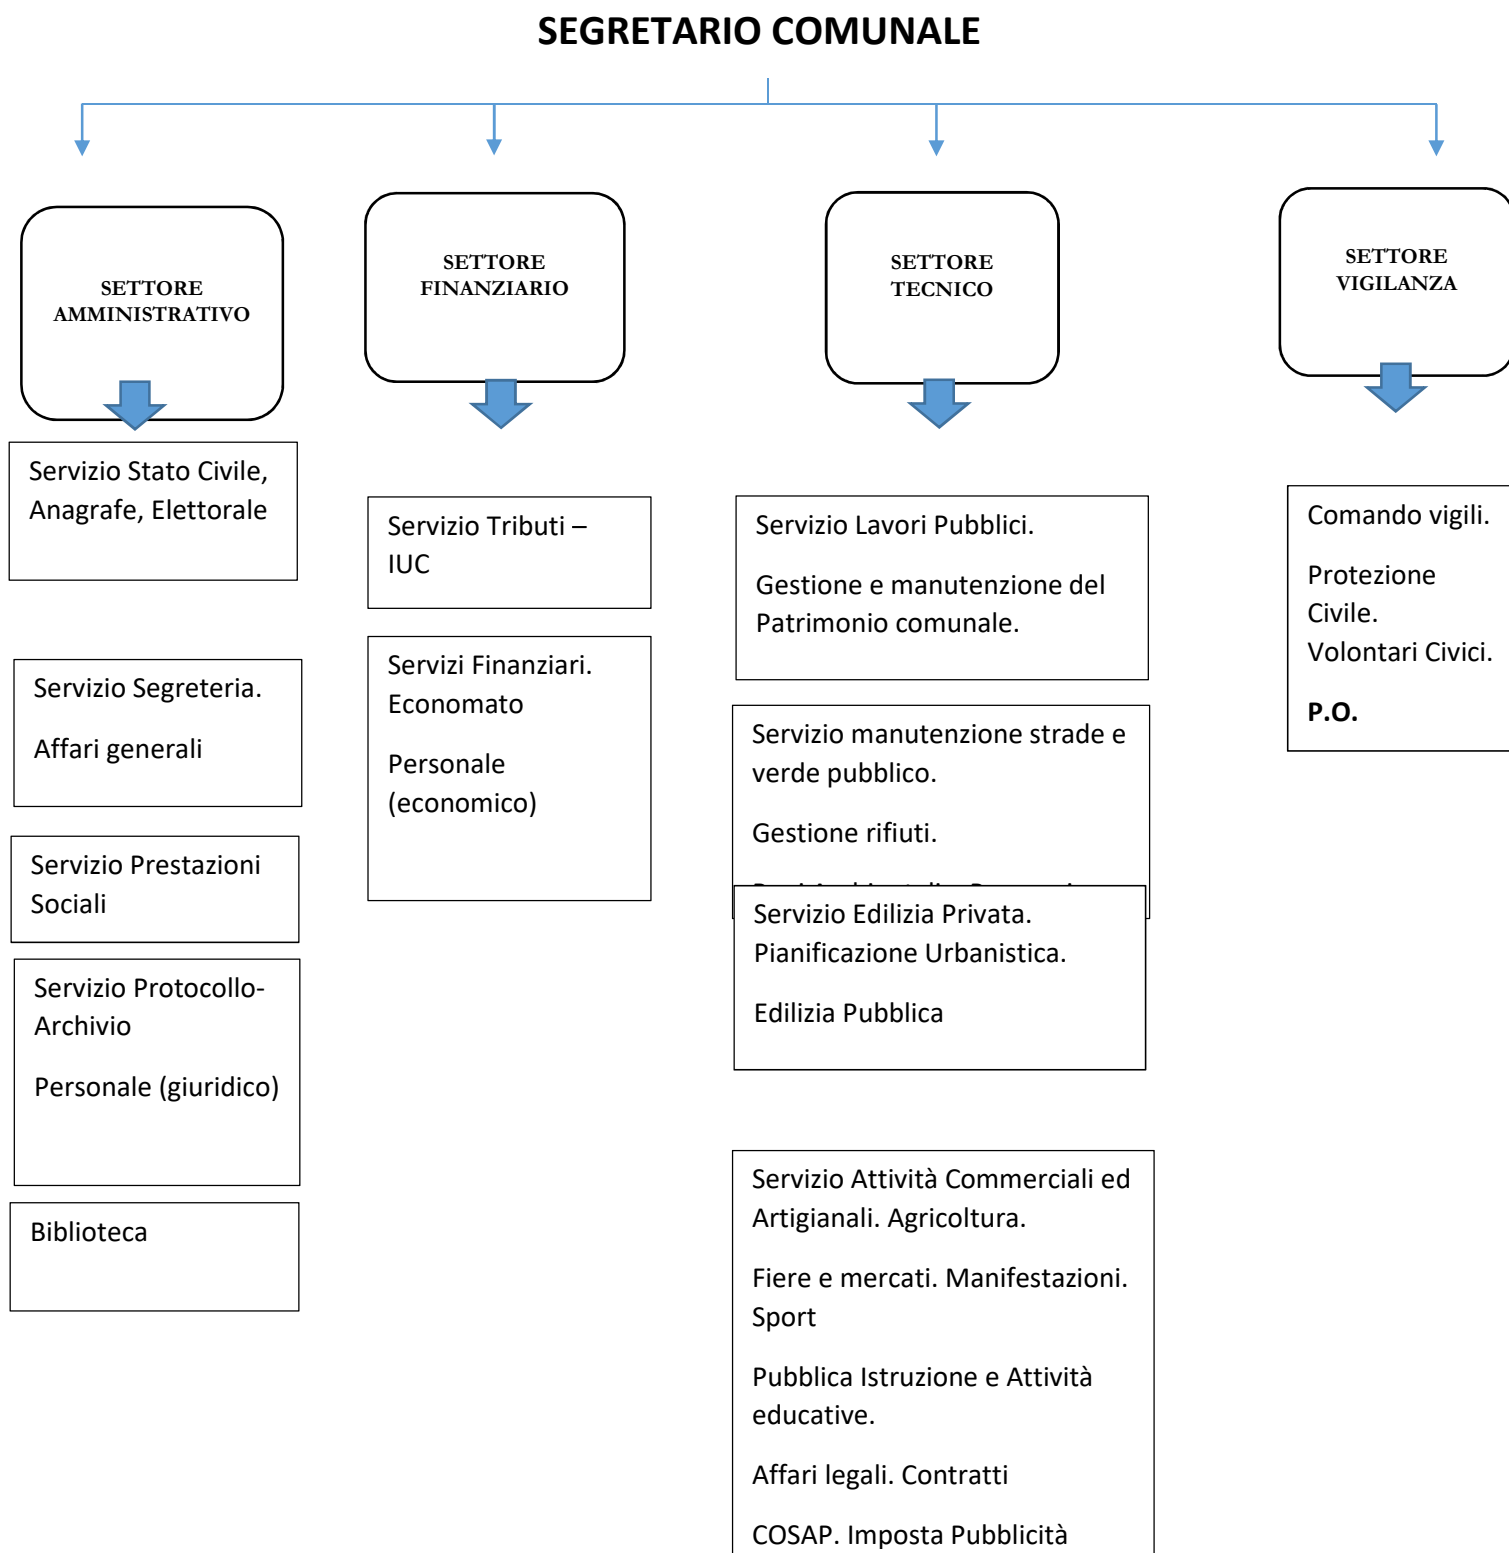 SEGRETARIO COMUNALE
SETTORE
AMMINISTRATIVO
Servizio Stato Civile,
Anagrafe, Elettorale
Servizio Segreteria.
Affari generali
Servizio Prestazioni
Sociali
Servizio Protocollo-
Archivio
Personale (giuridico)
Biblioteca
SETTORE
FINANZIARIO
Servizio Tributi –
IUC
Servizi Finanziari.
Economato
Personale
(economico)
SETTORE
TECNICO
Servizio Lavori Pubblici.
Gestione e manutenzione del
Patrimonio comunale.
Servizio manutenzione strade e
verde pubblico.
Gestione rifiuti.
Servizio Edilizia Privata.
Pianificazione Urbanistica.
Edilizia Pubblica
Servizio Attività Commerciali ed
Artigianali. Agricoltura.
Fiere e mercati. Manifestazioni.
Sport
Pubblica Istruzione e Attività
educative.
Affari legali. Contratti
COSAP. Imposta Pubblicità
SETTORE
VIGILANZA
Comando vigili.
Protezione
Civile.
Volontari Civici.
P.O.